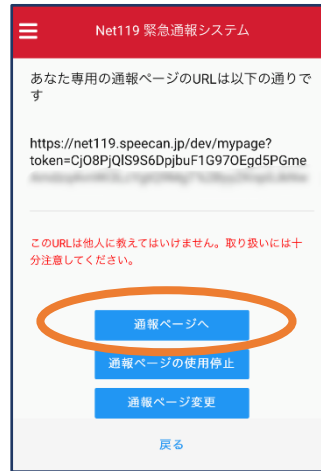 Net119 緊急通報システム
あなた専用の通報ページのURLは以下の通りで
す
https://net119.speecan.jp/dev/mypage?
token=CjO8PjQlS9S6DpjbuF1G97OEgd5PGme
このURLは他人に教えてはいけません。取り扱いには十
分注意してください。
通報ページへ
通報ページの使用停止
通報ページ変更
戻る